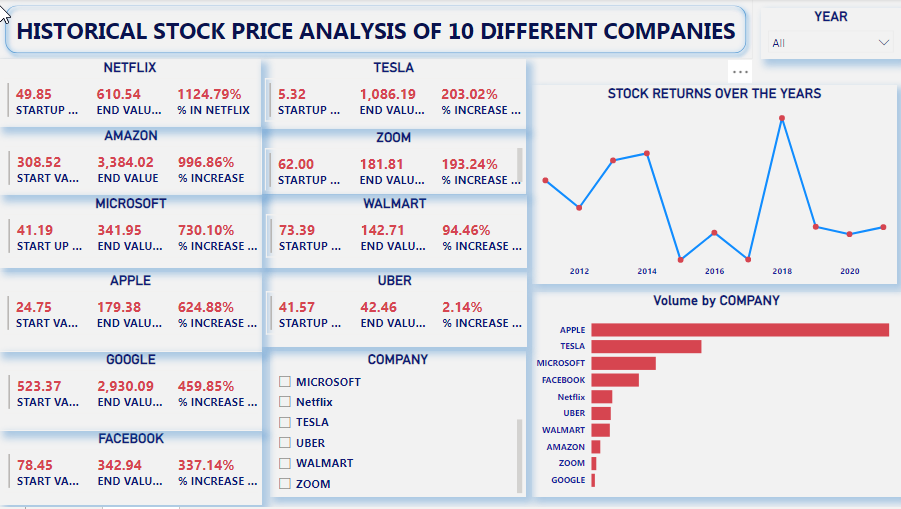 HISTORICAL STOCK PRICE ANALYSIS OF 10 DIFFERENT COMPANIES
YEAR
All
NETFLIX
49.85 610.54 1124.79%
STARTUP ... END VALU... % IN NETFLIX
AMAZON
308.52 3,384.02 996.86%
START VA... END VALUE % INCREASE
MICROSOFT
41.19 341.95 730.10%
START UP ... END VALU... % INCREASE ...
APPLE
24.75 179.38 624.88%
START VA... END VALU... % INCREASE ...
GOOGLE
523.37 2,930.09 459.85%
START VA... END VALU... % INCREASE ...
FACEBOOK
78.45 342.94 337.14%
START VA... END VALU... % INCREASE ...
TESLA
5.32 1,086.19 203.02%
STARTUP ... END VALU... % INCREASE ...
ZOOM
62.00 181.81 193.24%
STARTUP ... END VALU... % INCREASE ...
WALMART
73.39 142.71 94.46%
STARTUP ... END VALU... % INCREASE ...
UBER
41.57 42.46 2.14%
STARTUP ... END VALU... % INCREASE ...
COMPANY
MICROSOFT
Netflix
TESLA
UBER
WALMART
ZOOM
STOCK RETURNS OVER THE YEARS
2012 2014 2016 2018 2020
Volume by COMPANY
APPLE
TESLA
MICROSOFT
FACEBOOK
Netflix
UBER
WALMART
AMAZON
ZOOM
GOOGLE